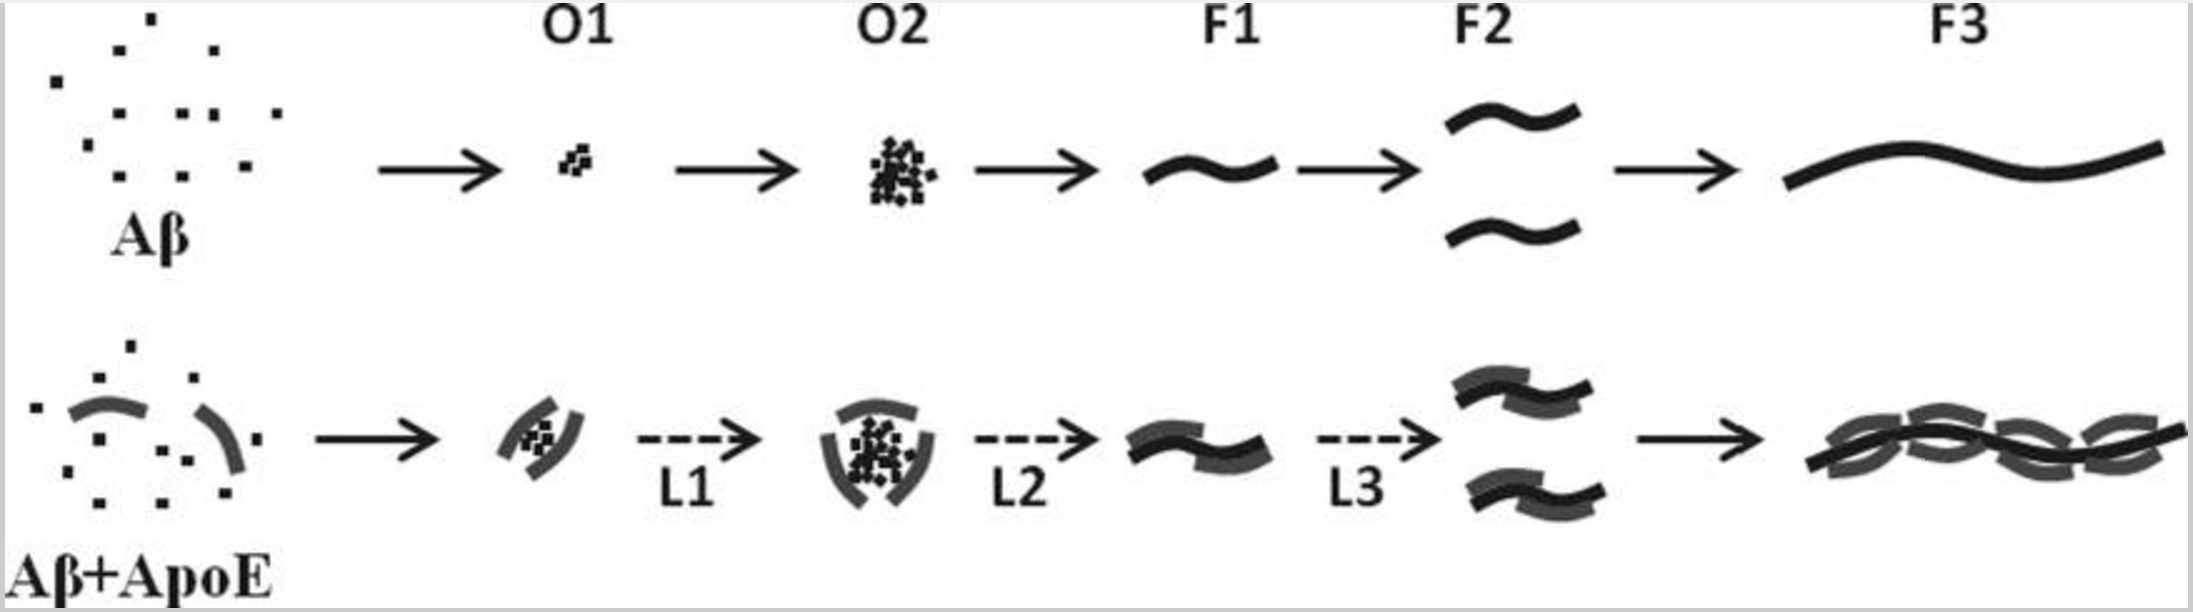 O1 O2 F1 F2 F3
Aβ
L1 L2 L3
Aβ+ApoE